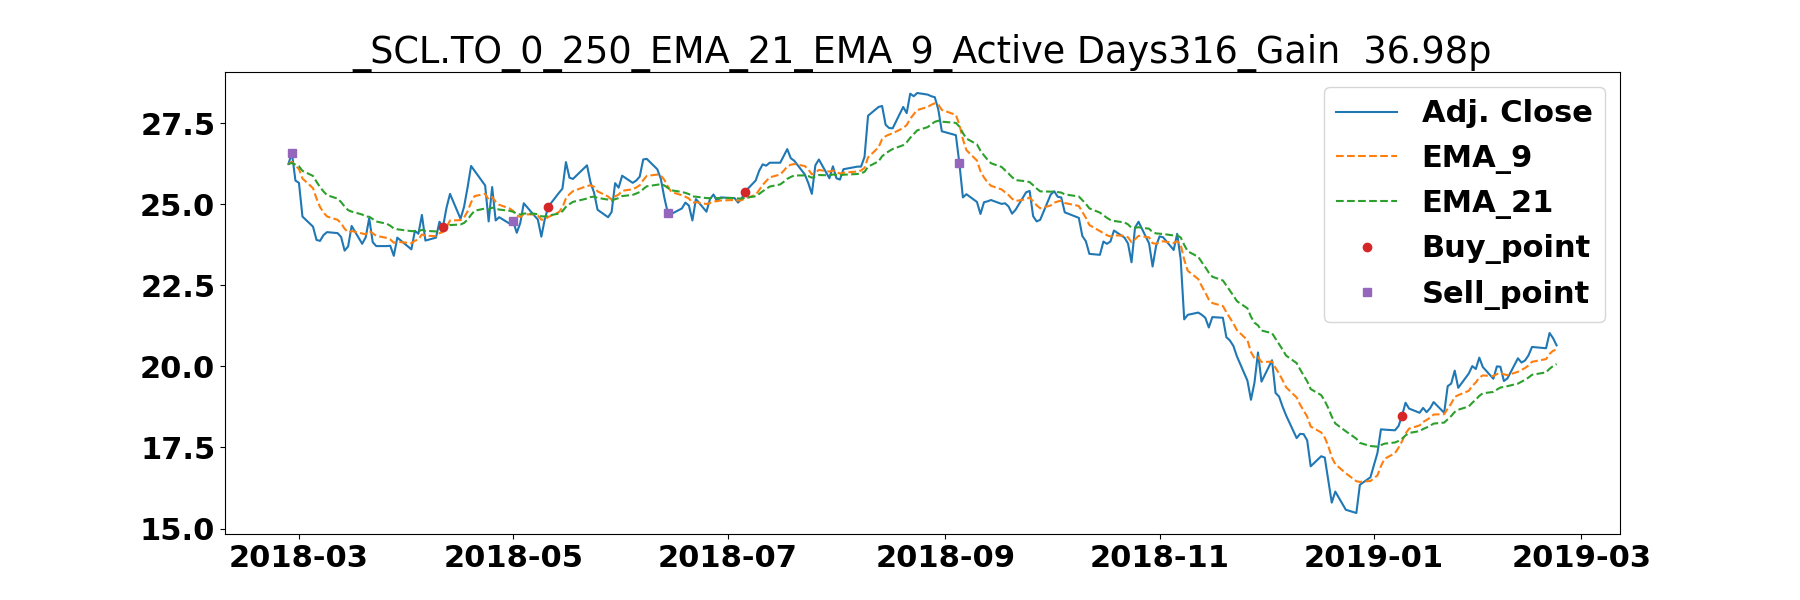 _SCL.TO_0_250_EMA_21_EMA_9_Active Days316_Gain  36.98p
27.5
25.0
22.5
20.0
17.5
15.0
2018-03 2018-05 2018-07 2018-09 2018-11 2019-01 2019-03
Adj. Close
EMA_9
EMA_21
Buy_point
Sell_point